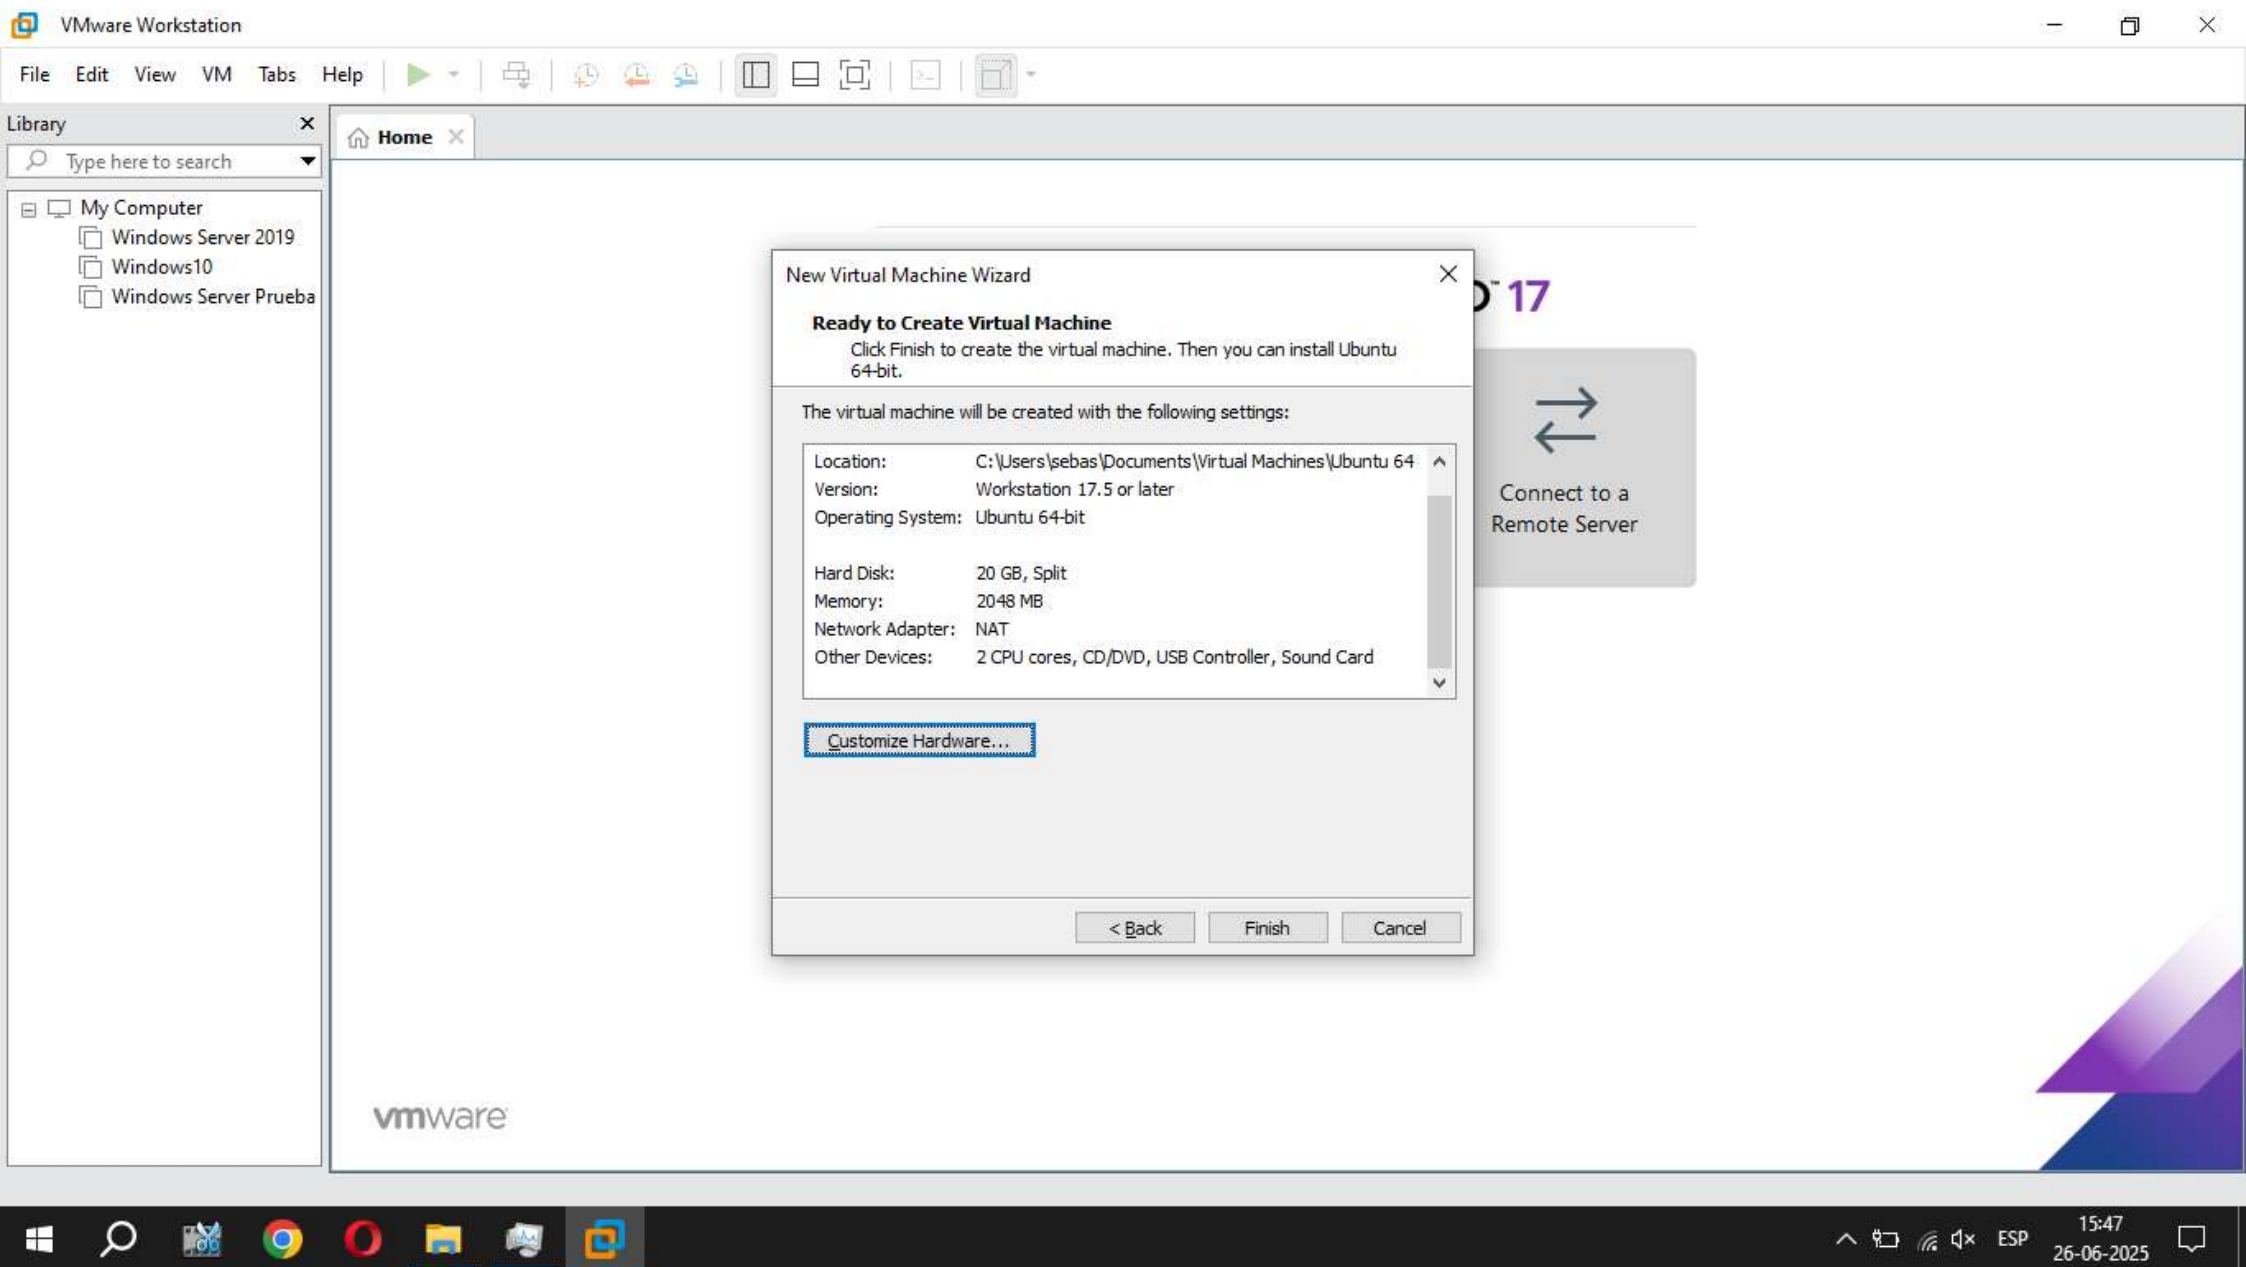 VMware Workstation
File Edit View VM Tabs Help
Library
Home
Type here to search
My Computer
Windows Server 2019
Windows10
Windows Server Prueba
17
New Virtual Machine Wizard
Ready to Create Virtual Machine
Click Finish to create the virtual machine. Then you can install Ubuntu
64-bit.
The virtual machine will be created with the following settings:
Location: C:\Users\sebas\Documents\Virtual Machines\Ubuntu 64
Version: Workstation 17.5 or later
Operating System: Ubuntu 64-bit
Hard Disk: 20 GB, Split
Memory: 2048 MB
Network Adapter: NAT
Other Devices: 2 CPU cores, CD/DVD, USB Controller, Sound Card
Customize Hardware...
< Back Finish Cancel
Connect to a
Remote Server
vmware
ESP
15:47
26-06-2025